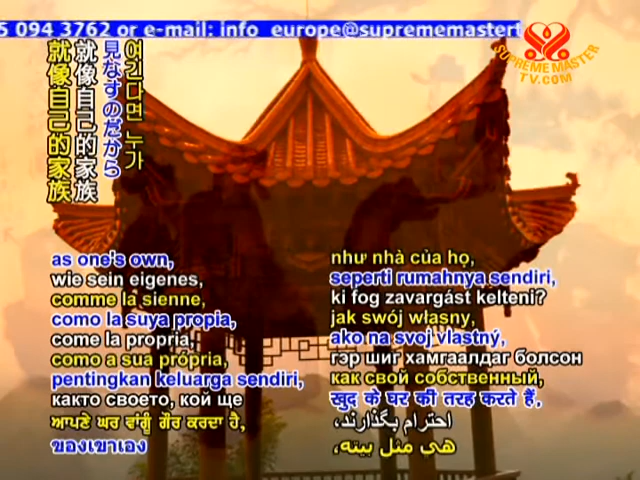 5 094 3762 or e-mail: info_europe@suprememastert
SUPREME MASTER
TV.COM
여긴다면 누가
見なすのだから
就像自己的家族
就像自己的家族
as one's own,
wie sein eigenes,
comme la sienne,
como la suya propia,
come la propria,
como a sua própria,
pentingkan keluarga sendiri,
както своето, кой ще
ਆਪਣੇ ਘਰ ਵਾਂਗੂੰ ਗੌਰ ਕਰਦਾ ਹੈ,
ของเขาเอง
như nhà của họ,
seperti rumahnya sendiri,
ki fog zavargást kelteni?
jak swój własny,
ako na svoj vlastný,
гэр шиг хамгаалдаг болсон
как свой собственный,
खुद के घर की तरह करते हैं.
احترام بگذارند،
هي مثل بيته،